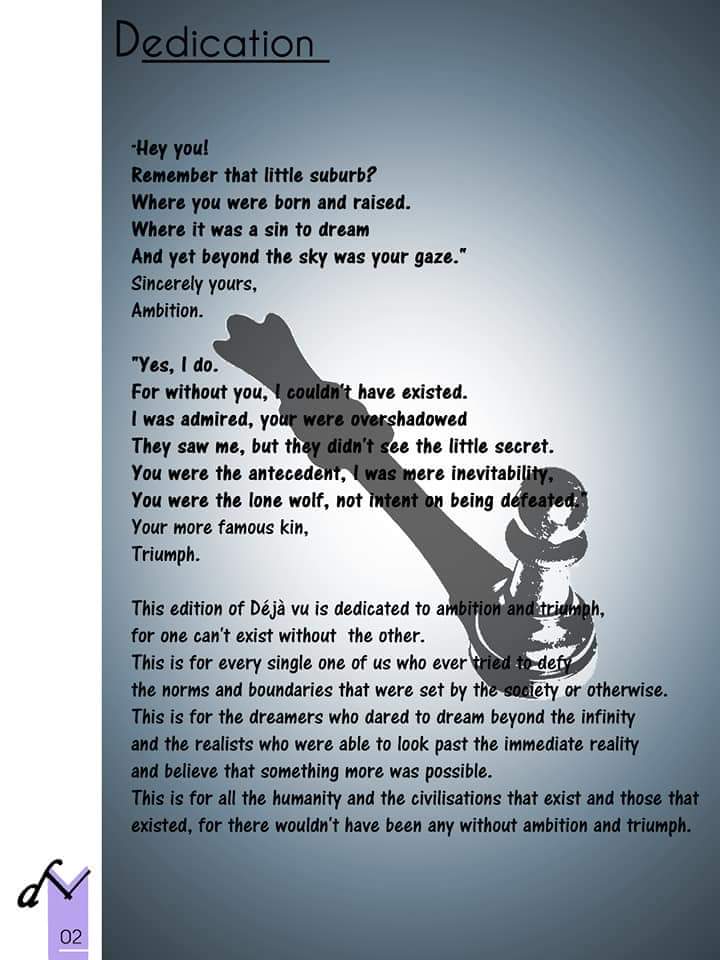 Dedication
"Hey you!
Remember that little suburb?
Where you were born and raised.
Where it was a sin to dream
And yet beyond the sky was your gaze."
Sincerely yours,
Ambition.
"Yes, I do.
For without you, I couldn't have existed.
I was admired, your were overshadowed
They saw me, but they didn't see the little secret.
You were the antecedent, I was mere inevitability,
You were the lone wolf, not intent on being defeated."
Your more famous kin,
Triumph.
This edition of Déjà vu is dedicated to ambition and triumph,
for one can't exist without the other.
This is for every single one of us who ever tried to defy
the norms and boundaries that were set by the society or otherwise.
This is for the dreamers who dared to dream beyond the infinity
and the realists who were able to look past the immediate reality
and believe that something more was possible.
This is for all the humanity and the civilisations that exist and those that
existed, for there wouldn't have been any without ambition and triumph.
dv
02